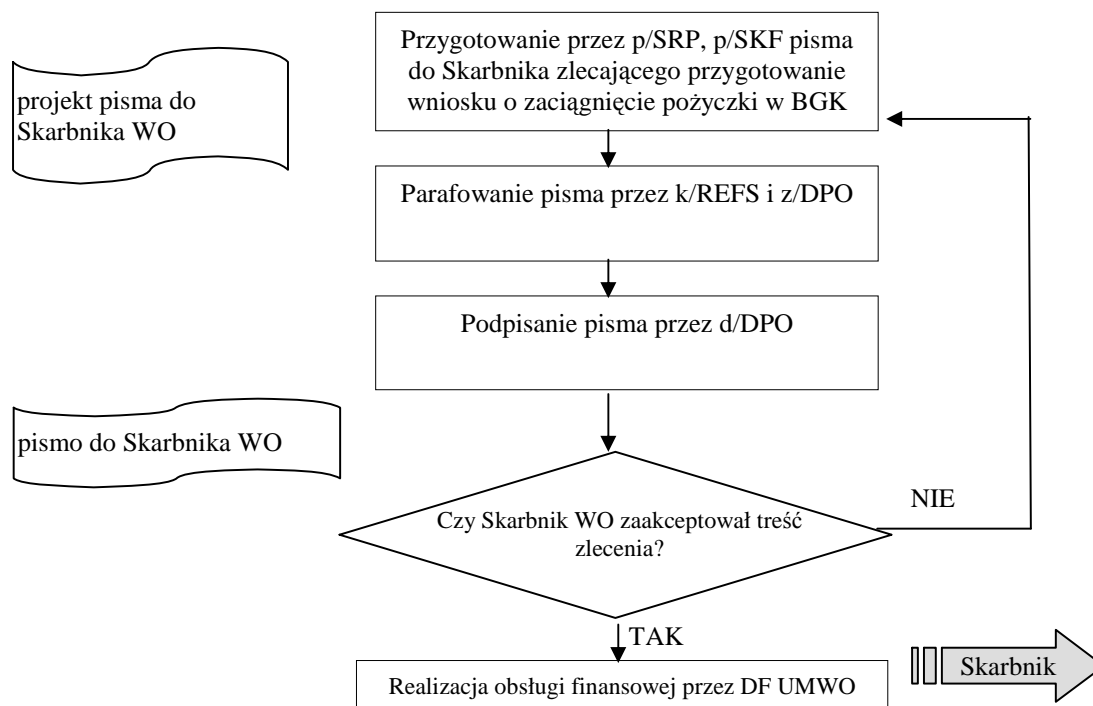 Przygotowanie przez p/SRP, p/SKF pisma
do Skarbnika zlecającego przygotowanie
wniosku o zaciągnięcie pożyczki w BGK
projekt pisma do
Skarbnika WO
Parafowanie pisma przez k/REFS i z/DPO
Podpisanie pisma przez d/DPO
pismo do Skarbnika WO
NIE
Czy Skarbnik WO zaakceptował treść
zlecenia?
TAK
Skarbnik
Realizacja obsługi finansowej przez DF UMWO